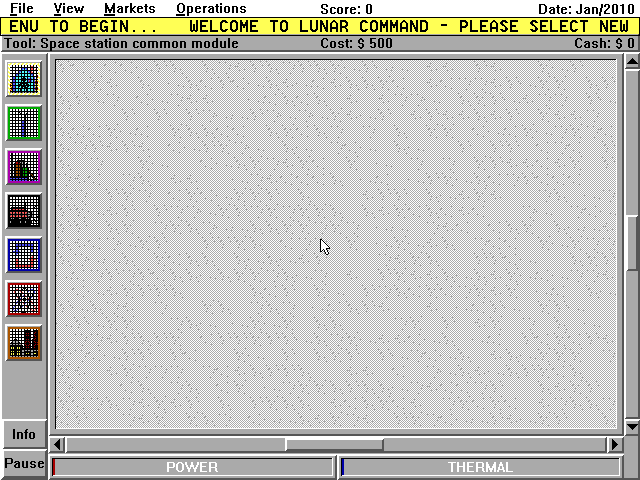 File View Markets Operations Score: 0 Date: Jan/2010
ENU TO BEGIN... WELCOME TO LUNAR COMMAND - PLEASE SELECT NEW
Tool: Space station common module Cost: $ 500 Cash: $ 0
Info
Pause POWER THERMAL